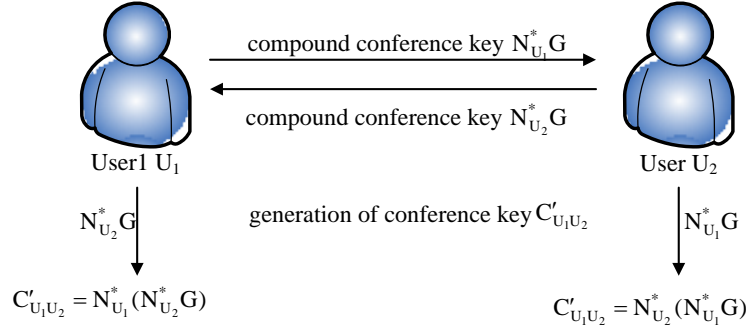 compound conference key N*U1G
compound conference key N*U2G
User1 U1
User U2
N*U2G
generation of conference key C′U1U2
N*U1G
C′U1U2 = N*U1(N*U2G)
C′U1U2 = N*U2(N*U1G)